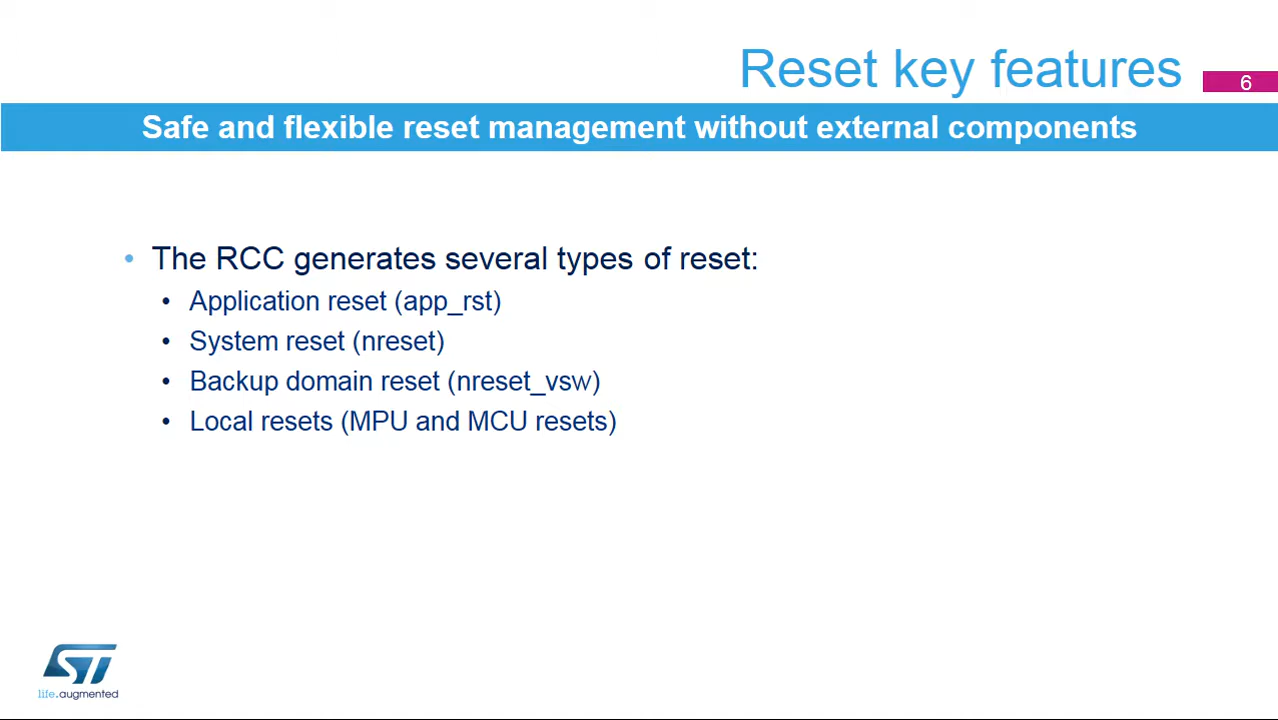 Reset key features
6
Safe and flexible reset management without external components
• The RCC generates several types of reset:
• Application reset (app_rst)
• System reset (nreset)
• Backup domain reset (nreset_vsw)
• Local resets (MPU and MCU resets)
ST
life.augmented